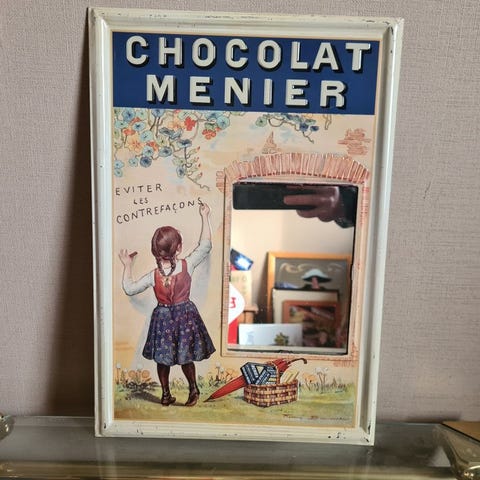 CHOCOLAT
MENIER
EVITER
LES
CONTREFAÇONS